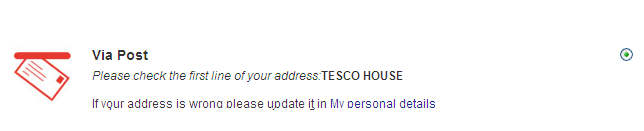 Via Post
Please check the first line of your address:TESCO HOUSE
If your address is wrong please update it in My personal details